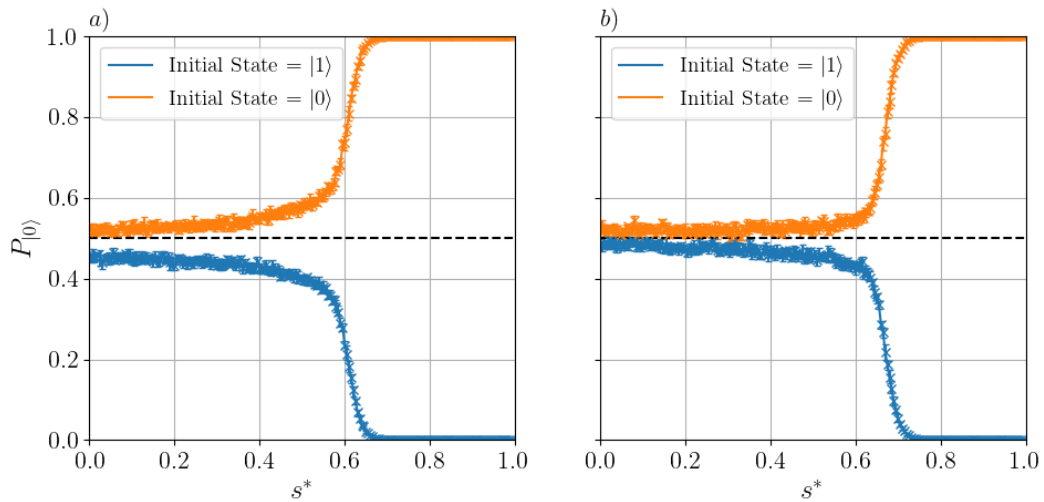 a)
1.0
0.8
0.6
0.4
0.2
0.0
P|0⟩
Initial State = |1⟩
Initial State = |0⟩
0.0 0.2 0.4 0.6 0.8 1.0
s*
b)
Initial State = |1⟩
Initial State = |0⟩
0.0 0.2 0.4 0.6 0.8 1.0
s*